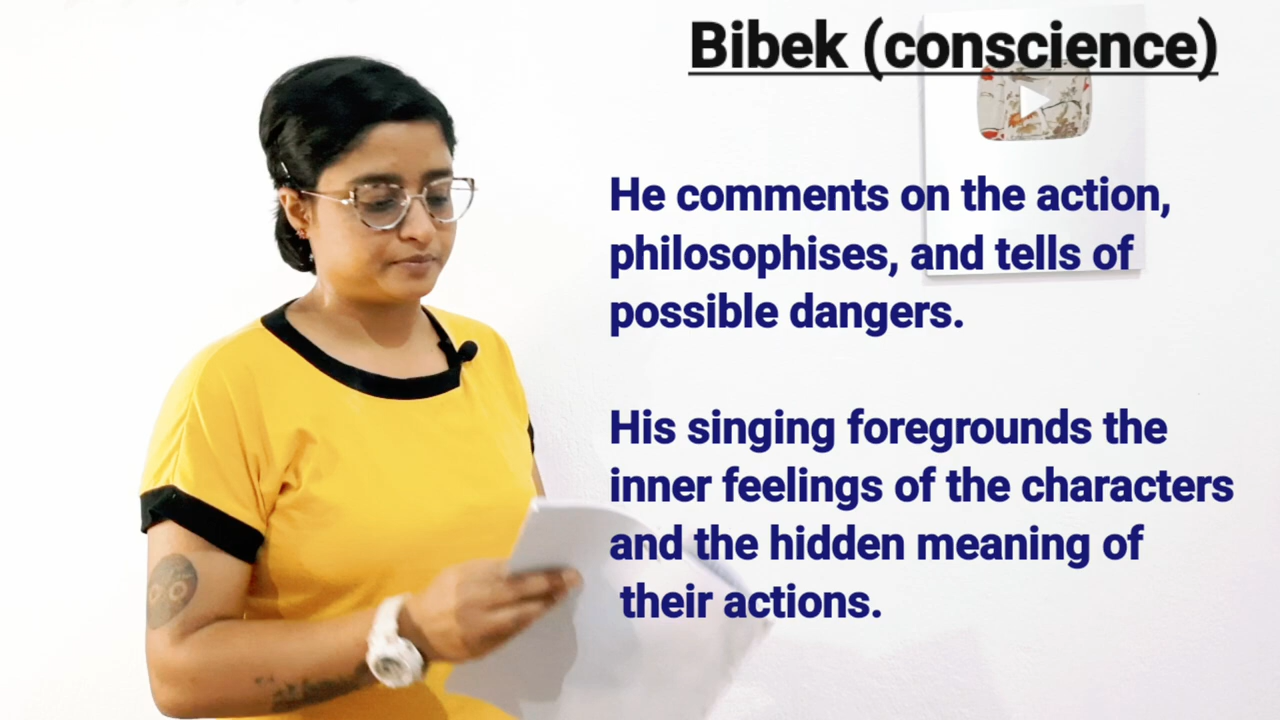 Bibek (conscience)
He comments on the action,
philosophises, and tells of
possible dangers.
His singing foregrounds the
inner feelings of the characters
and the hidden meaning of
their actions.